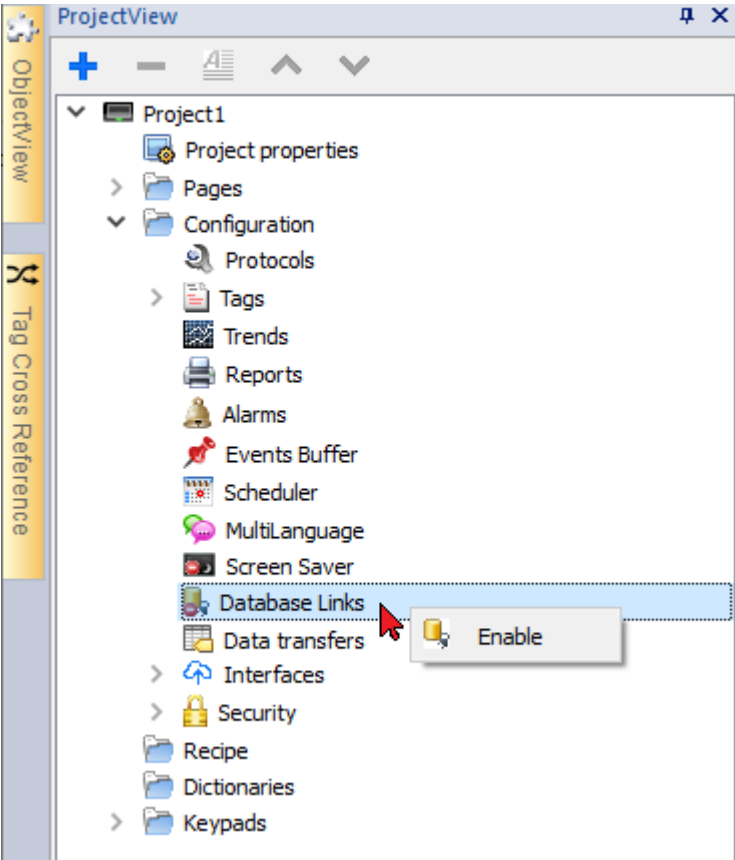 ProjectView
ObjectView
Tag Cross Reference
Project1
Project properties
Pages
Configuration
Protocols
Tags
Trends
Reports
Alarms
Events Buffer
Scheduler
MultiLanguage
Screen Saver
Database Links
Enable
Data transfers
Interfaces
Security
Recipe
Dictionaries
Keypads